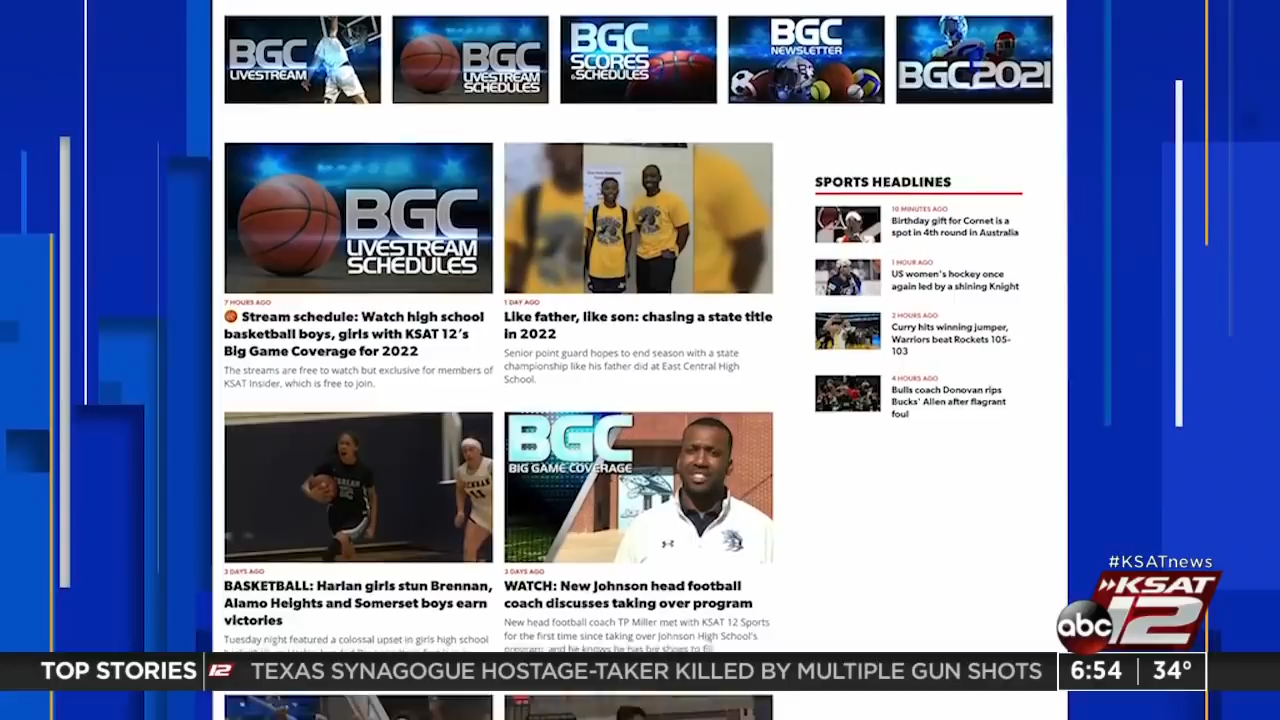 BGC
LIVESTREAM
BGC
LIVESTREAM
SCHEDULES
BGC
SCORES
& SCHEDULES
BGC
NEWSLETTER
BGC2021
BGC
LIVESTREAM
SCHEDULES
7 HOURS AGO
Stream schedule: Watch high school
basketball boys, girls with KSAT 12's
Big Game Coverage for 2022
The streams are free to watch but exclusive for members of
KSAT Insider, which is free to join.
1 DAY AGO
Like father, like son: chasing a state title
in 2022
Senior point guard hopes to end season with a state
championship like his father did at East Central High
School.
SPORTS HEADLINES
10 MINUTES AGO
Birthday gift for Cornet is a
spot in 4th round in Australia
1 HOUR AGO
US women's hockey once
again led by a shining Knight
2 HOURS AGO
Curry hits winning jumper,
Warriors beat Rockets 105-
103
4 HOURS AGO
Bulls coach Donovan rips
Bucks' Allen after flagrant
foul
3 DAYS AGO
BASKETBALL: Harlan girls stun Brennan,
Alamo Heights and Somerset boys earn
victories
Tuesday night featured a colossal upset in girls high school
BGC
BIG GAME COVERAGE
3 DAYS AGO
WATCH: New Johnson head football
coach discusses taking over program
New head football coach TP Miller met with KSAT 12 Sports
for the first time since taking over Johnson High School's
program, and he knows he has big shoes to fill
#KSATnews
KSAT
abc 12
TOP STORIES 12 TEXAS SYNAGOGUE HOSTAGE-TAKER KILLED BY MULTIPLE GUN SHOTS 6:54 34°